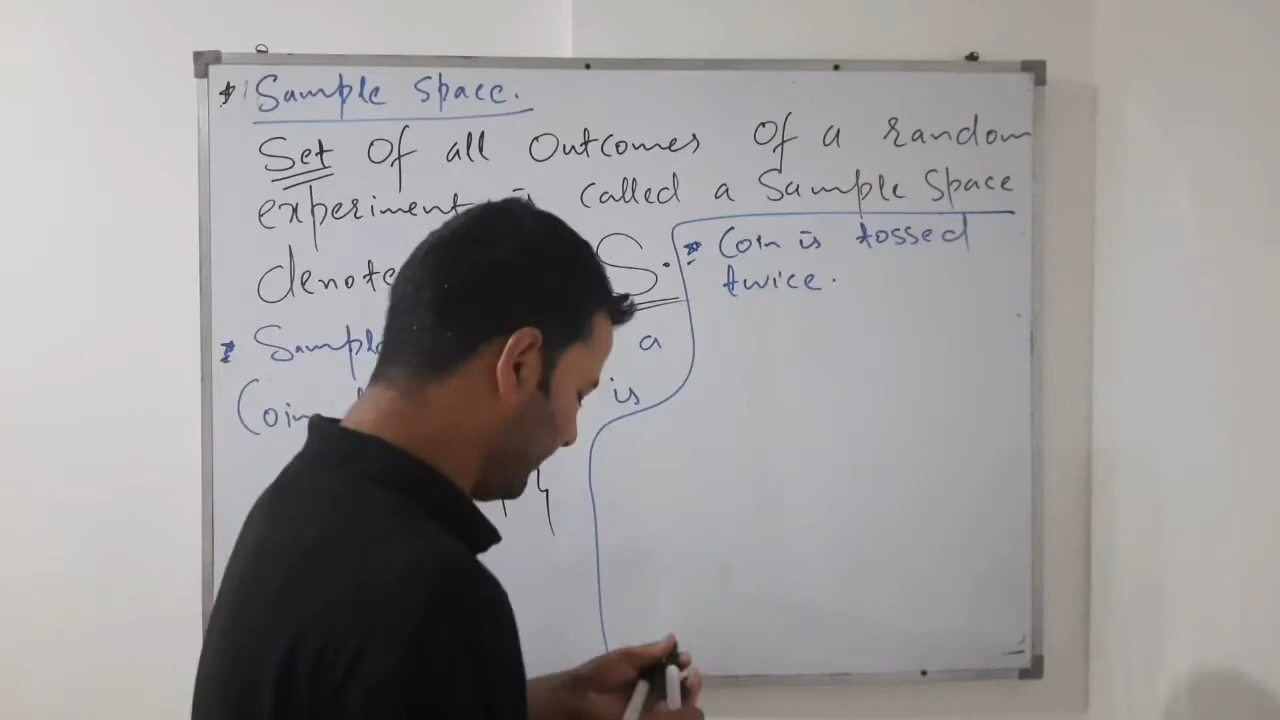 Sample Space.
Set Of all Outcomes Of a random
experiment is called a Sample Space
denote S.
Sample a
Coin is
Coin is tossed
twice.